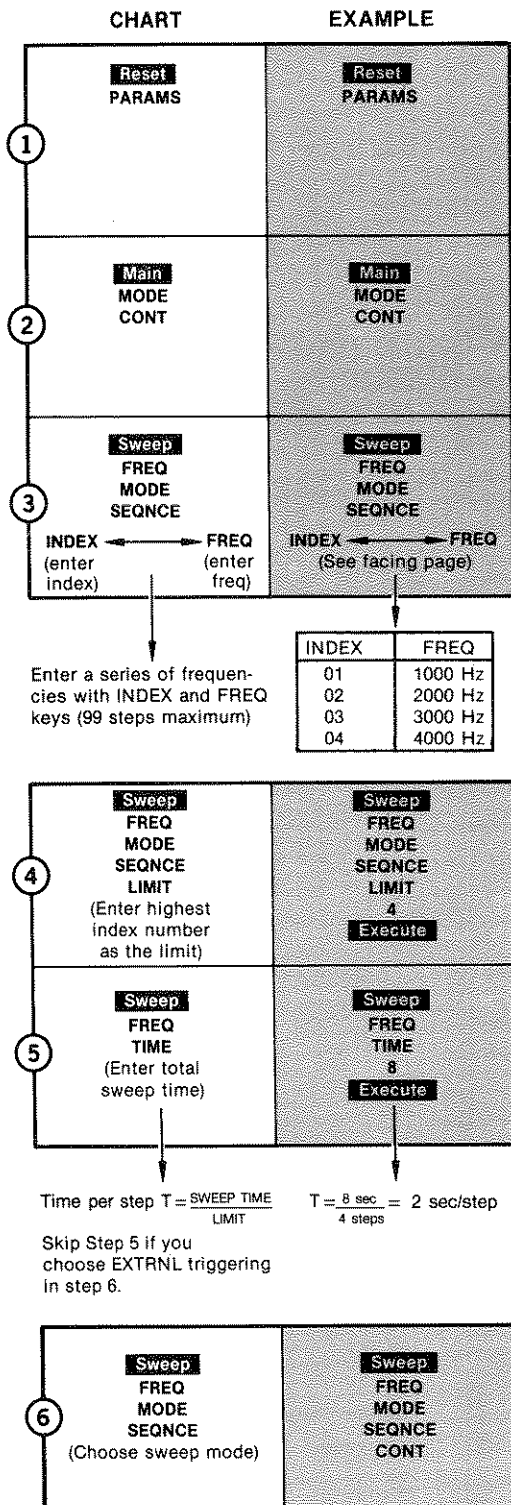 CHART EXAMPLE
1
Reset
PARAMS
Reset
PARAMS
2
Main
MODE
CONT
Main
MODE
CONT
3
Sweep
FREQ
MODE
SEQNCE
INDEX FREQ
(enter (enter
index) freq)
Sweep
FREQ
MODE
SEQNCE
INDEX FREQ
(See facing page)
Enter a series of frequen-
cies with INDEX and FREQ
keys (99 steps maximum)
INDEX FREQ
01 1000 Hz
02 2000 Hz
03 3000 Hz
04 4000 Hz
4
Sweep
FREQ
MODE
SEQNCE
LIMIT
(Enter highest
index number
as the limit)
Sweep
FREQ
MODE
SEQNCE
LIMIT
4
Execute
5
Sweep
FREQ
TIME
(Enter total
sweep time)
Sweep
FREQ
TIME
8
Execute
Time per step T = SWEEP TIME / LIMIT
T = 8 sec / 4 steps = 2 sec/step
Skip Step 5 if you
choose EXTRNL triggering
in step 6.
6
Sweep
FREQ
MODE
SEQNCE
(Choose sweep mode)
Sweep
FREQ
MODE
SEQNCE
CONT